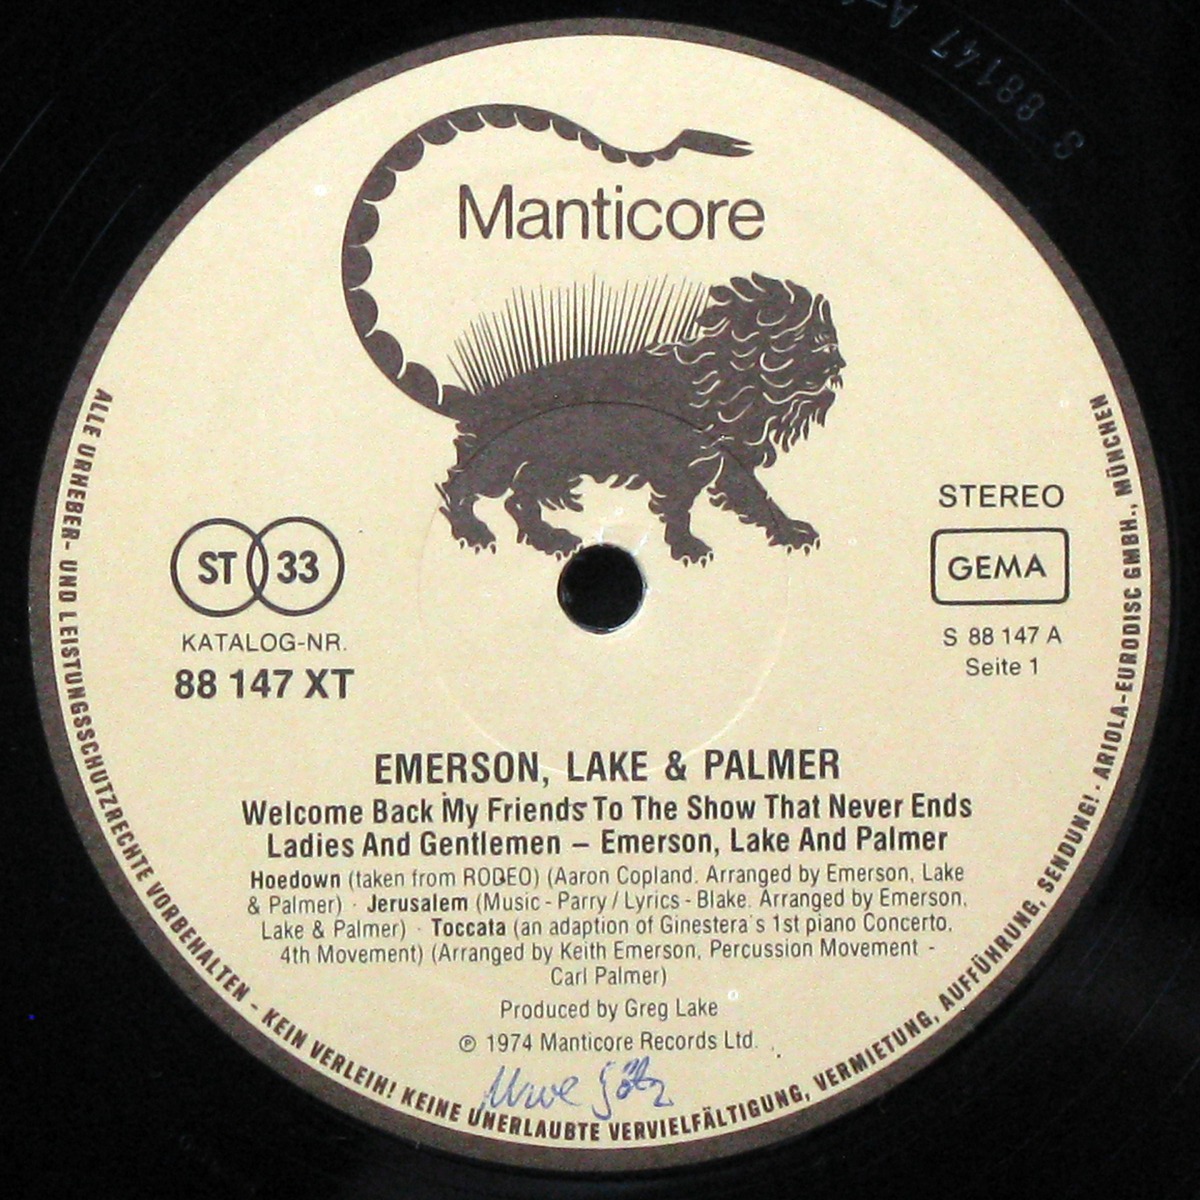 S 88147 A
Manticore
STEREO
ST 33
GEMA
KATALOG-NR.
88 147 XT
S 88 147 A
Seite 1
EMERSON, LAKE & PALMER
Welcome Back My Friends To The Show That Never Ends
Ladies And Gentlemen – Emerson, Lake And Palmer
Hoedown (taken from RODEO) (Aaron Copland. Arranged by Emerson, Lake
& Palmer) · Jerusalem (Music - Parry / Lyrics - Blake. Arranged by Emerson,
Lake & Palmer) · Toccata (an adaption of Ginestera's 1st piano Concerto,
4th Movement) (Arranged by Keith Emerson, Percussion Movement -
Carl Palmer)
Produced by Greg Lake
℗ 1974 Manticore Records Ltd.
Uwe Götz
ALLE URHEBER- UND LEISTUNGSSCHUTZRECHTE VORBEHALTEN - KEIN VERLEIH! KEINE UNERLAUBTE VERVIELFÄLTIGUNG, VERMIETUNG, AUFFÜHRUNG, SENDUNG! · ARIOLA-EURODISC GMBH., MÜNCHEN